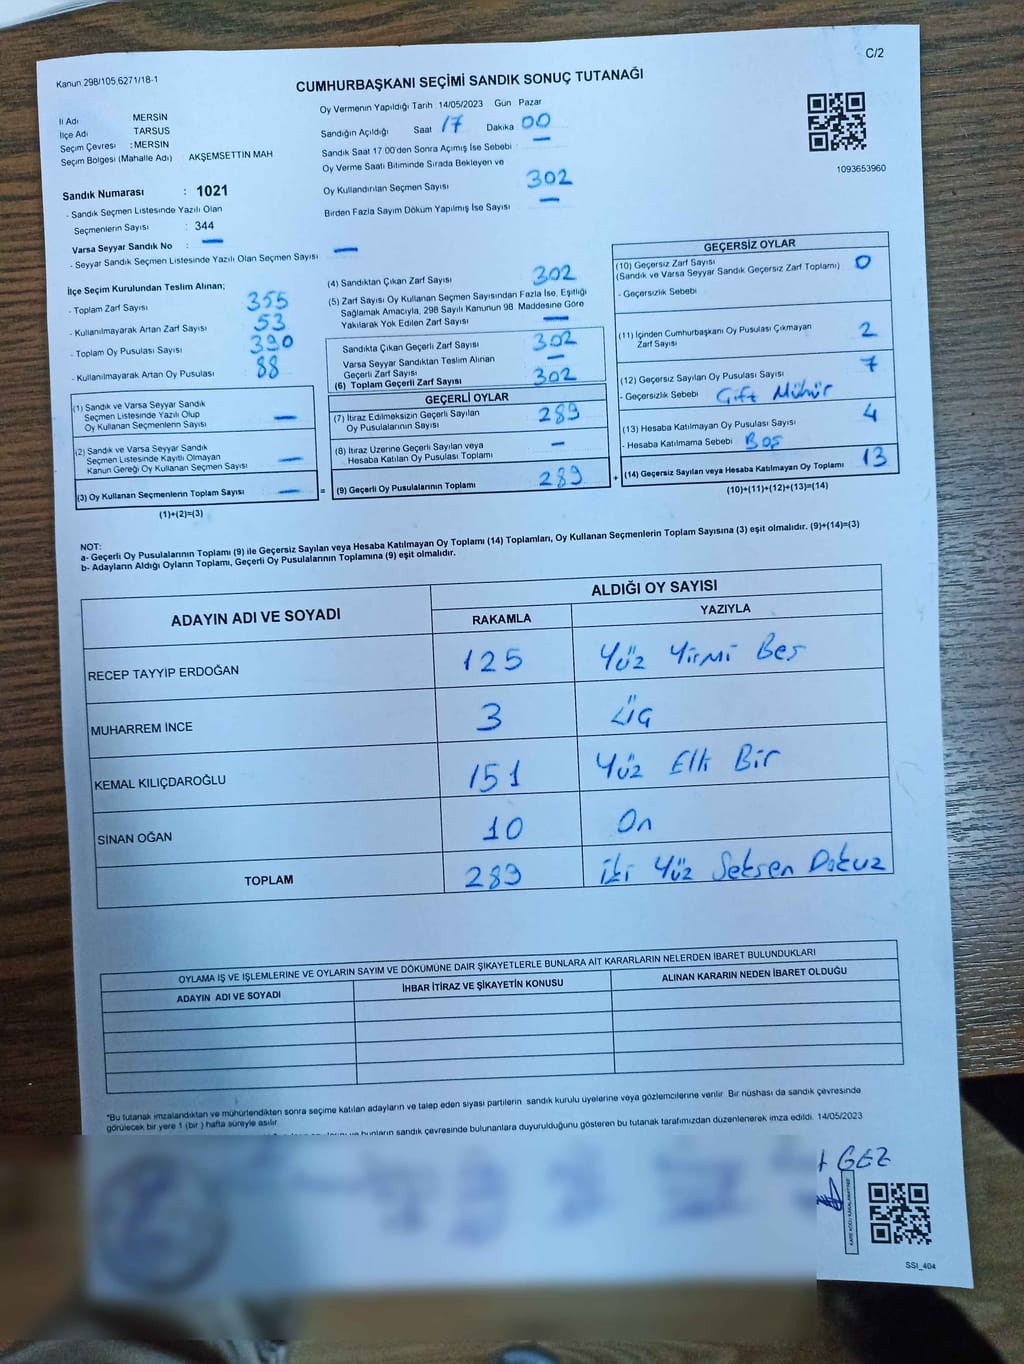 C/2
Kanun 298/105,6271/18-1
CUMHURBAŞKANI SEÇİMİ SANDIK SONUÇ TUTANAĞI
İl Adı MERSİN
İlçe Adı TARSUS
Seçim Çevresi : MERSİN
Seçim Bölgesi (Mahalle Adı) AKŞEMSETTİN MAH
Sandık Numarası : 1021
- Sandık Seçmen Listesinde Yazılı Olan
Seçmenlerin Sayısı : 344
Varsa Seyyar Sandık No : —
- Seyyar Sandık Seçmen Listesinde Yazılı Olan Seçmen Sayısı —
Oy Vermenin Yapıldığı Tarih : 14/05/2023 Gün Pazar
Sandığın Açıldığı Saat 17 Dakika 00
Sandık Saat 17 00'den Sonra Açımış İse Sebebi : —
Oy Verme Saati Bitiminde Sırada Bekleyen ve
Oy Kullandırılan Seçmen Sayısı 302
Birden Fazla Sayım Döküm Yapılmış İse Sayısı —
1093653960
İlçe Seçim Kurulundan Teslim Alınan;
- Toplam Zarf Sayısı 355
- Kullanılmayarak Artan Zarf Sayısı 53
- Toplam Oy Pusulası Sayısı 390
- Kullanılmayarak Artan Oy Pusulası 88
(1) Sandık ve Varsa Seyyar Sandık
Seçmen Listesinde Yazılı Olup
Oy Kullanan Seçmenlerin Sayısı —
(2) Sandık ve Varsa Seyyar Sandık
Seçmen Listesinde Kayıtlı Olmayan
Kanun Gereği Oy Kullanan Seçmen Sayısı —
(3) Oy Kullanan Seçmenlerin Toplam Sayısı —
(1)+(2)=(3)
(4) Sandıktan Çıkan Zarf Sayısı 302
(5) Zarf Sayısı Oy Kullanan Seçmen Sayısından Fazla İse, Eşitliği
Sağlamak Amacıyla, 298 Sayılı Kanunun 98. Maddesine Göre
Yakılarak Yok Edilen Zarf Sayısı —
Sandıkta Çıkan Geçerli Zarf Sayısı 302
Varsa Seyyar Sandıktan Teslim Alınan
Geçerli Zarf Sayısı —
(6) Toplam Geçerli Zarf Sayısı 302
GEÇERLİ OYLAR
(7) İtiraz Edilmeksizin Geçerli Sayılan
Oy Pusulalarının Sayısı 289
(8) İtiraz Üzerine Geçerli Sayılan veya
Hesaba Katılan Oy Pusulası Toplamı —
= (9) Geçerli Oy Pusulalarının Toplamı 289 +
GEÇERSİZ OYLAR
(10) Geçersiz Zarf Sayısı 0
(Sandık ve Varsa Seyyar Sandık Geçersiz Zarf Toplamı)
- Geçersizlik Sebebi
(11) İçinden Cumhurbaşkanı Oy Pusulası Çıkmayan
Zarf Sayısı 2
(12) Geçersiz Sayılan Oy Pusulası Sayısı 7
- Geçersizlik Sebebi Çift Mühür
(13) Hesaba Katılmayan Oy Pusulası Sayısı 4
- Hesaba Katılmama Sebebi Boş
(14) Geçersiz Sayılan veya Hesaba Katılmayan Oy Toplamı 13
(10)+(11)+(12)+(13)=(14)
NOT:
a- Geçerli Oy Pusulalarının Toplamı (9) ile Geçersiz Sayılan veya Hesaba Katılmayan Oy Toplamı (14) Toplamları, Oy Kullanan Seçmenlerin Toplam Sayısına (3) eşit olmalıdır. (9)+(14)=(3)
b- Adayların Aldığı Oyların Toplamı, Geçerli Oy Pusulalarının Toplamına (9) eşit olmalıdır.
ADAYIN ADI VE SOYADI ALDIĞI OY SAYISI
RAKAMLA YAZIYLA
RECEP TAYYİP ERDOĞAN 125 Yüz Yirmi Beş
MUHARREM İNCE 3 Üç
KEMAL KILIÇDAROĞLU 151 Yüz Elli Bir
SİNAN OĞAN 10 On
TOPLAM 289 İki Yüz Seksen Dokuz
OYLAMA İŞ VE İŞLEMLERİNE VE OYLARIN SAYIM VE DÖKÜMÜNE DAİR ŞİKAYETLERLE BUNLARA AİT KARARLARIN NELERDEN İBARET BULUNDUKLARI
ADAYIN ADI VE SOYADI İHBAR İTİRAZ VE ŞİKAYETİN KONUSU ALINAN KARARIN NEDEN İBARET OLDUĞU
*Bu tutanak imzalandıktan ve mühürlendikten sonra seçime katılan adayların ve talep eden siyasi partilerin sandık kurulu üyelerine veya gözlemcilerine verilir. Bir nüshası da sandık çevresinde
görülecek bir yere 1 (bir) hafta süreyle asılır.
bunların sandık çevresinde bulunanlara duyurulduğunu gösteren bu tutanak tarafımızdan düzenlenerek imza edildi. 14/05/2023
GEZ
SSI_404